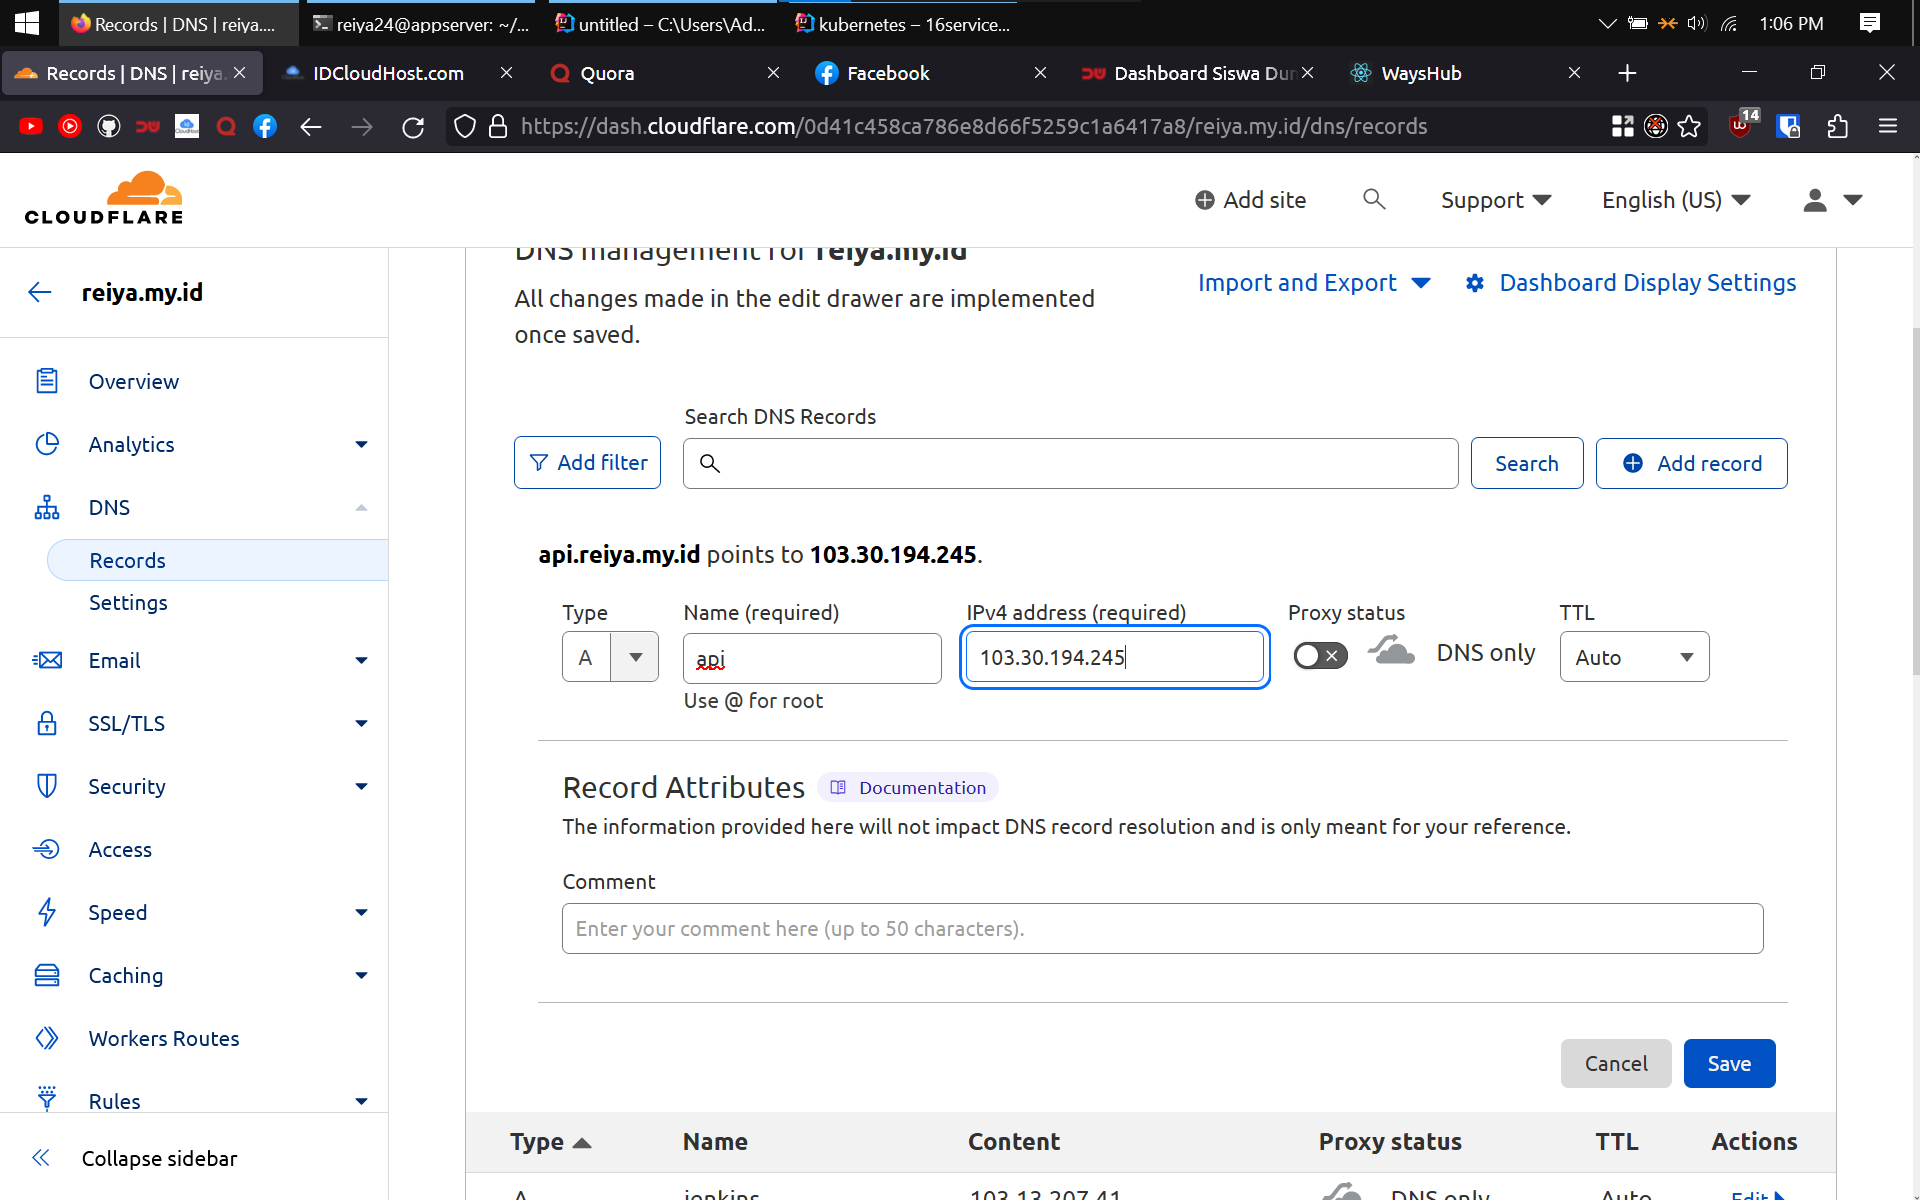 Records | DNS | reiya....
reiya24@appserver: ~/...
untitled – C:\Users\Ad...
kubernetes – 16service...
1:06 PM
Records | DNS | reiya.
IDCloudHost.com
Quora
Facebook
Dashboard Siswa Dun
WaysHub
https://dash.cloudflare.com/0d41c458ca786e8d66f5259c1a6417a8/reiya.my.id/dns/records
14
CLOUDFLARE
Add site
Support
English (US)
reiya.my.id
Overview
Analytics
DNS
Records
Settings
Email
SSL/TLS
Security
Access
Speed
Caching
Workers Routes
Rules
Collapse sidebar
DNS management for reiya.my.id
All changes made in the edit drawer are implemented
once saved.
Import and Export
Dashboard Display Settings
Search DNS Records
Add filter
Search
Add record
api.reiya.my.id points to 103.30.194.245.
Type
Name (required)
IPv4 address (required)
Proxy status
TTL
A
api
103.30.194.245
DNS only
Auto
Use @ for root
Record Attributes
Documentation
The information provided here will not impact DNS record resolution and is only meant for your reference.
Comment
Enter your comment here (up to 50 characters).
Cancel
Save
Type
Name
Content
Proxy status
TTL
Actions
A
jenkins
103.13.207.41
DNS only
Auto
Edit